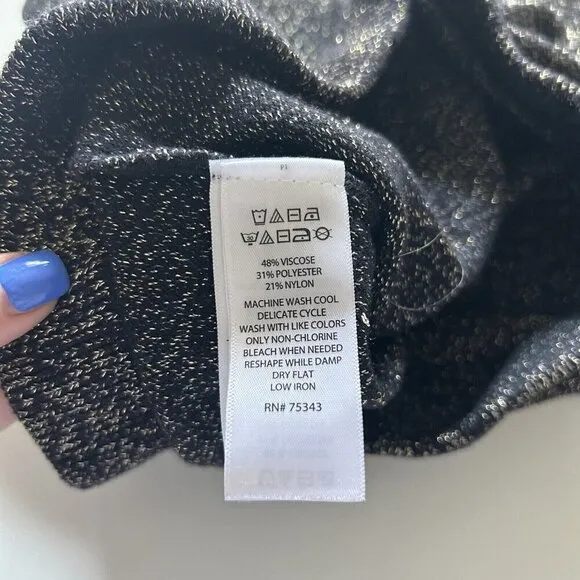 48% VISCOSE
31% POLYESTER
21% NYLON
MACHINE WASH COOL
DELICATE CYCLE
WASH WITH LIKE COLORS
ONLY NON-CHLORINE
BLEACH WHEN NEEDED
RESHAPE WHILE DAMP
DRY FLAT
LOW IRON
RN# 75343